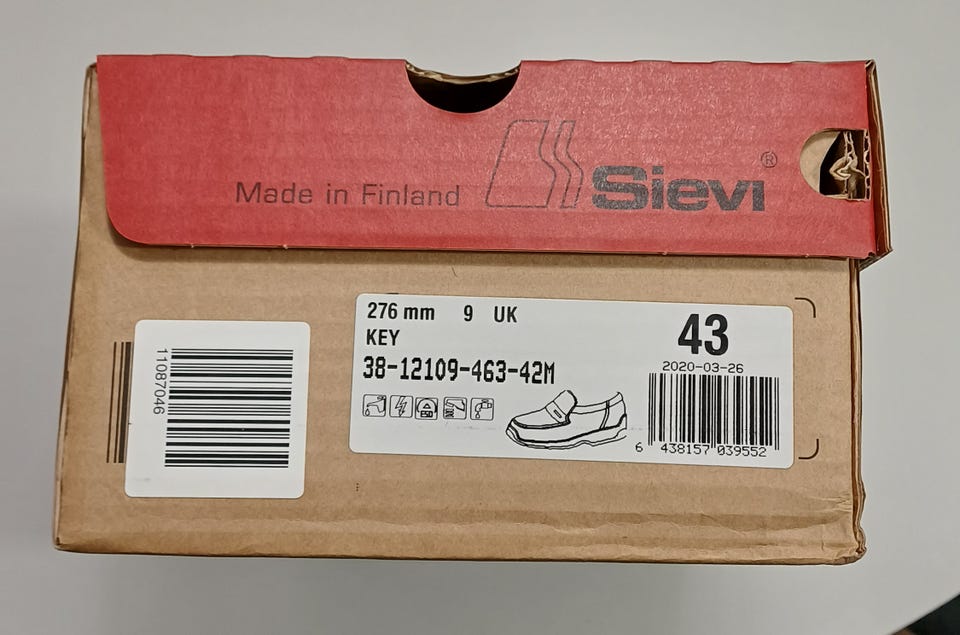 Made in Finland Sievi®
276 mm 9 UK
KEY
38-12109-463-42M
ESD
43
2020-03-26
6 438157 039552
11087046